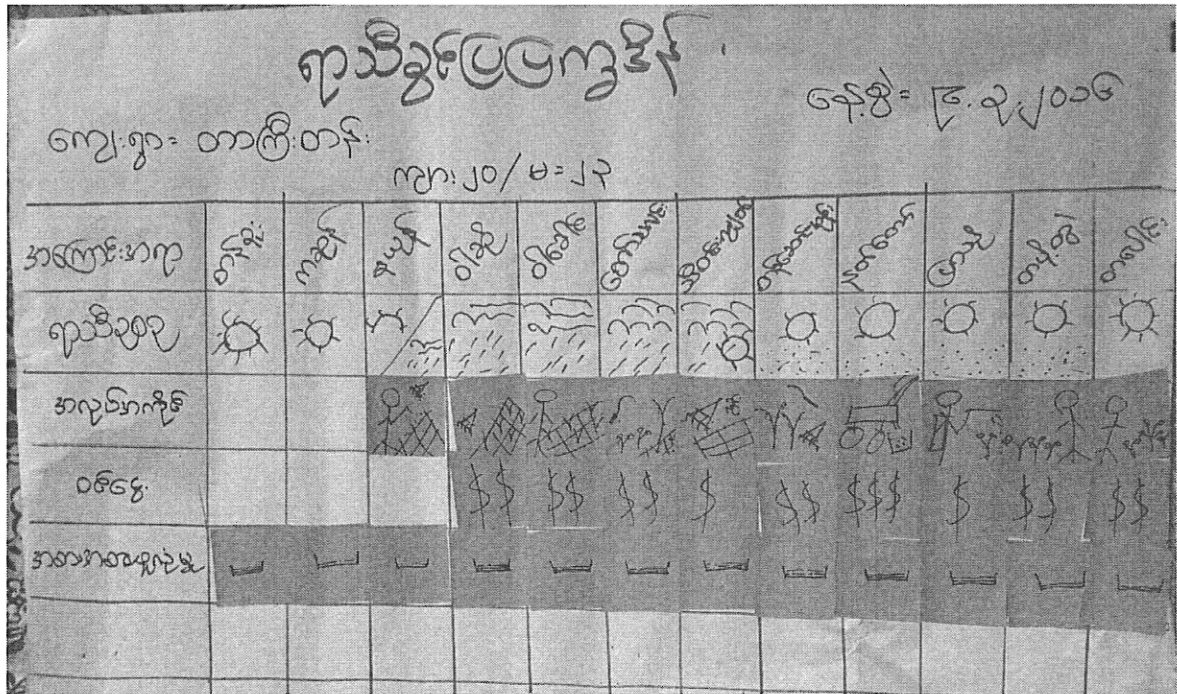 ရာသီခွင်ပြပြက္ခဒိန်
နေ့စွဲ= ၉.၃.၂၀၁၆
ကျေးရွာ= တာကြီးတန်း
ကျား၂၀/မ=၂၃
အကြောင်းအရာ တန်ခူး ကဆုန် နယုန် ဝါဆို ဝါခေါင် တော်သလင်း သီတင်းကျွတ် တန်ဆောင်မုန်း နတ်တော် ပြာသို တပို့တွဲ တပေါင်း
ရာသီဥတု
အလုပ်အကိုင်
ဝင်ငွေ
$$ $$ $$ $ $$ $$$ $ $$ $$